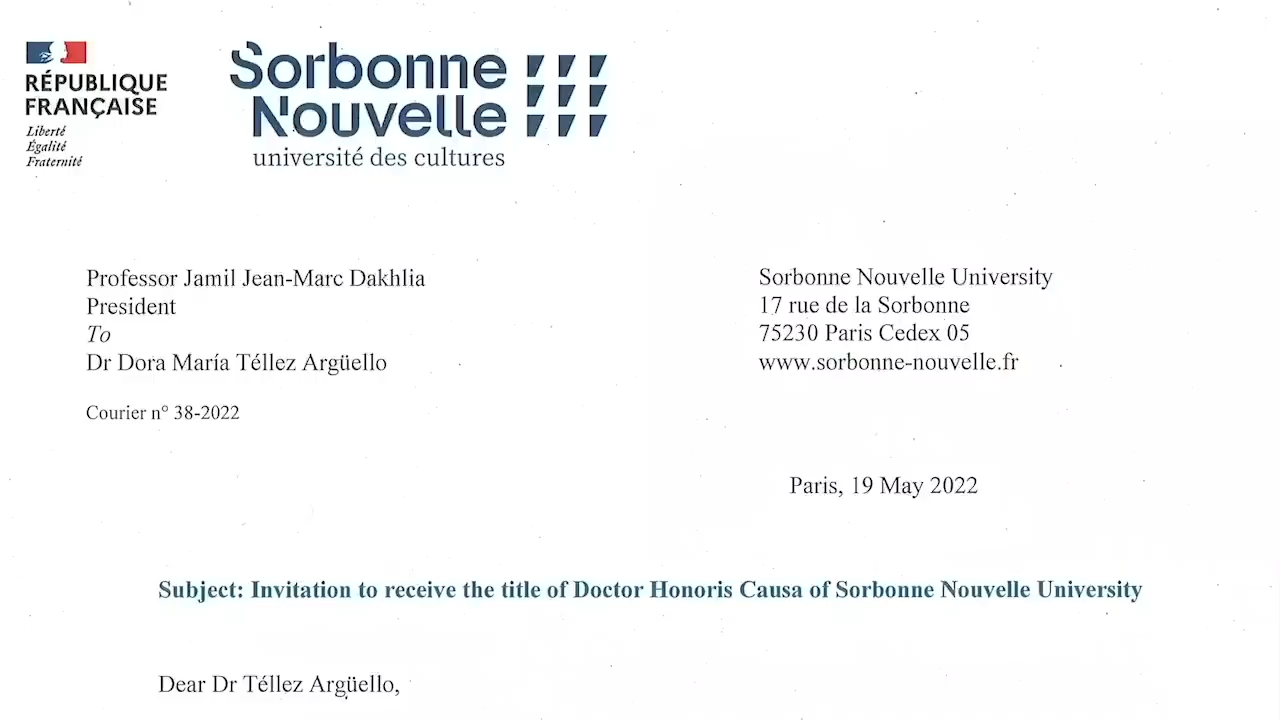 RÉPUBLIQUE
FRANÇAISE
Liberté
Égalité
Fraternité
Sorbonne
Nouvelle
université des cultures
Professor Jamil Jean-Marc Dakhlia
President
To
Dr Dora María Téllez Argüello
Courier n° 38-2022
Sorbonne Nouvelle University
17 rue de la Sorbonne
75230 Paris Cedex 05
www.sorbonne-nouvelle.fr
Paris, 19 May 2022
Subject: Invitation to receive the title of Doctor Honoris Causa of Sorbonne Nouvelle University
Dear Dr Téllez Argüello,